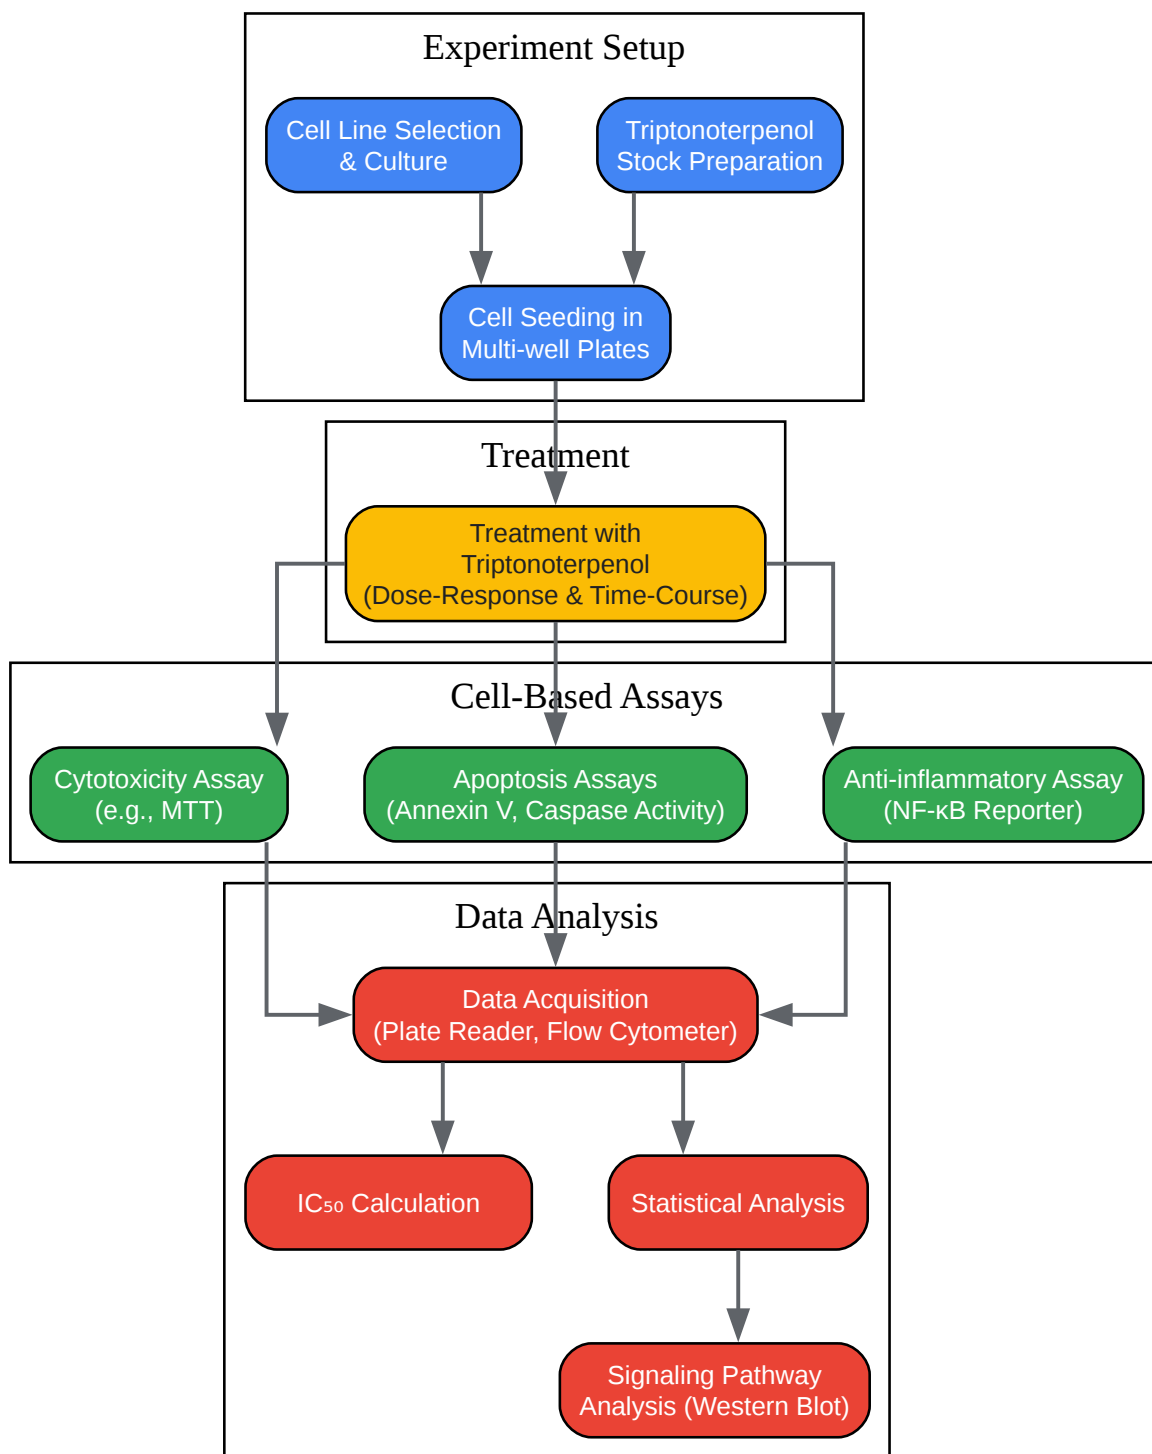 Experiment Setup
Cell Line Selection
& Culture
Triptonoterpenol
Stock Preparation
Cell Seeding in
Multi-well Plates
Treatment
Treatment with
Triptonoterpenol
(Dose-Response & Time-Course)
Cell-Based Assays
Cytotoxicity Assay
(e.g., MTT)
Apoptosis Assays
(Annexin V, Caspase Activity)
Anti-inflammatory Assay
(NF-κB Reporter)
Data Analysis
Data Acquisition
(Plate Reader, Flow Cytometer)
IC₅₀ Calculation
Statistical Analysis
Signaling Pathway
Analysis (Western Blot)